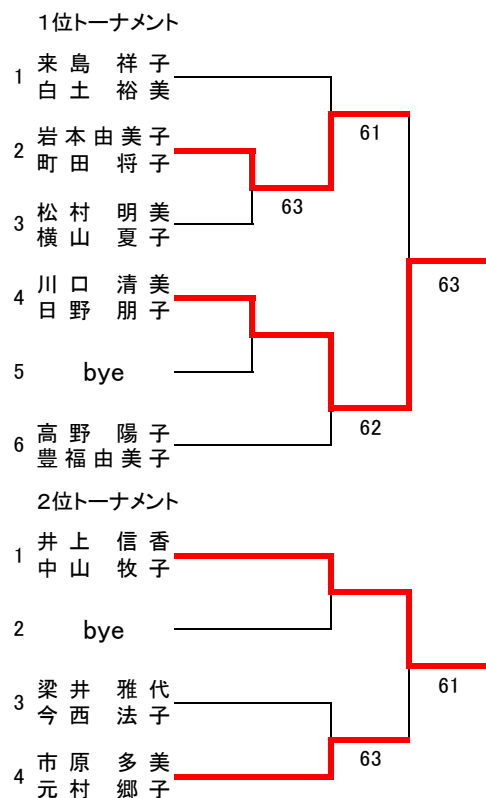 1位トーナメント
1 来島 祥子
白土 裕美
61
2 岩本由美子
町田 将子
63
3 松村 明美
横山 夏子
4 川口 清美
日野 朋子
63
5 bye
62
6 高野 陽子
豊福由美子
2位トーナメント
1 井上 信香
中山 牧子
2 bye
61
3 梁井 雅代
今西 法子
63
4 市原 多美
元村 郷子